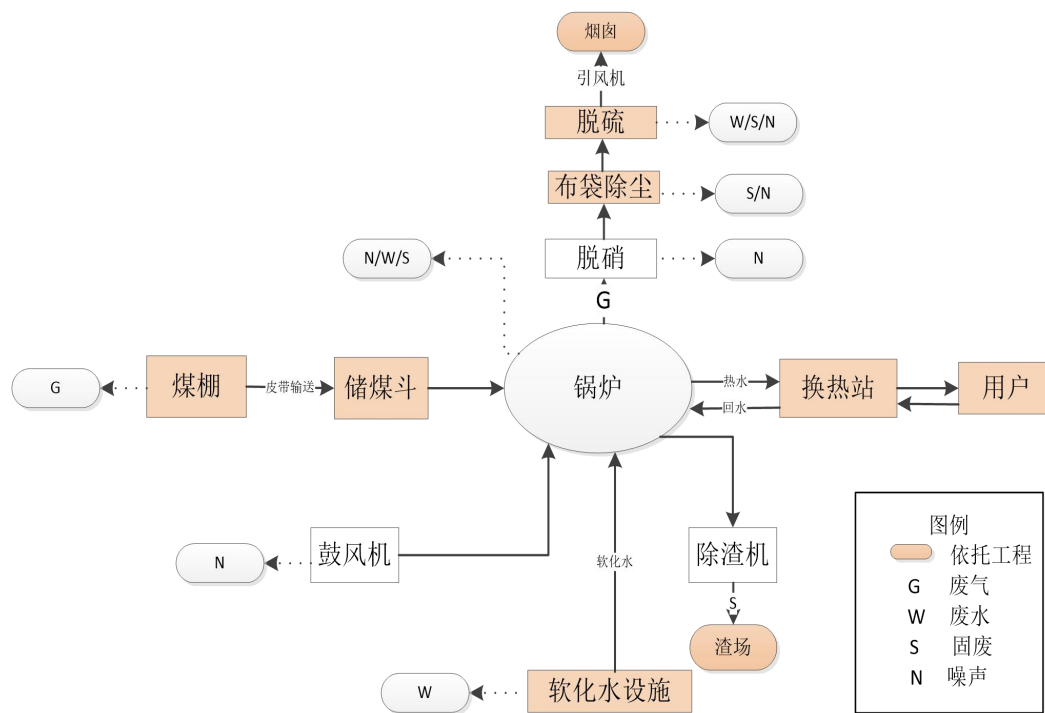 烟囱
引风机
脱硫
W/S/N
布袋除尘
S/N
脱硝
N
N/W/S
G
G
煤棚
皮带输送
储煤斗
锅炉
热水
回水
换热站
用户
N
鼓风机
软化水
除渣机
S
渣场
W
软化水设施
图例
依托工程
G 废气
W 废水
S 固废
N 噪声